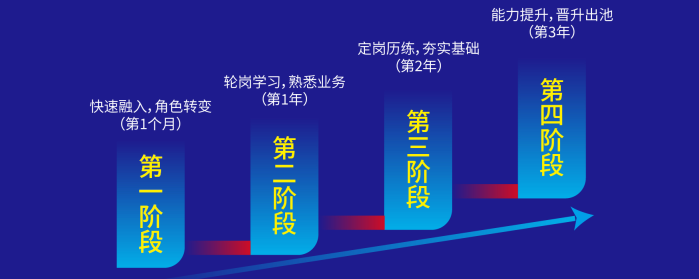 快速融入，角色转变
（第1个月）
第一阶段
轮岗学习，熟悉业务
（第1年）
第二阶段
定岗历练，夯实基础
（第2年）
第三阶段
能力提升，晋升出池
（第3年）
第四阶段